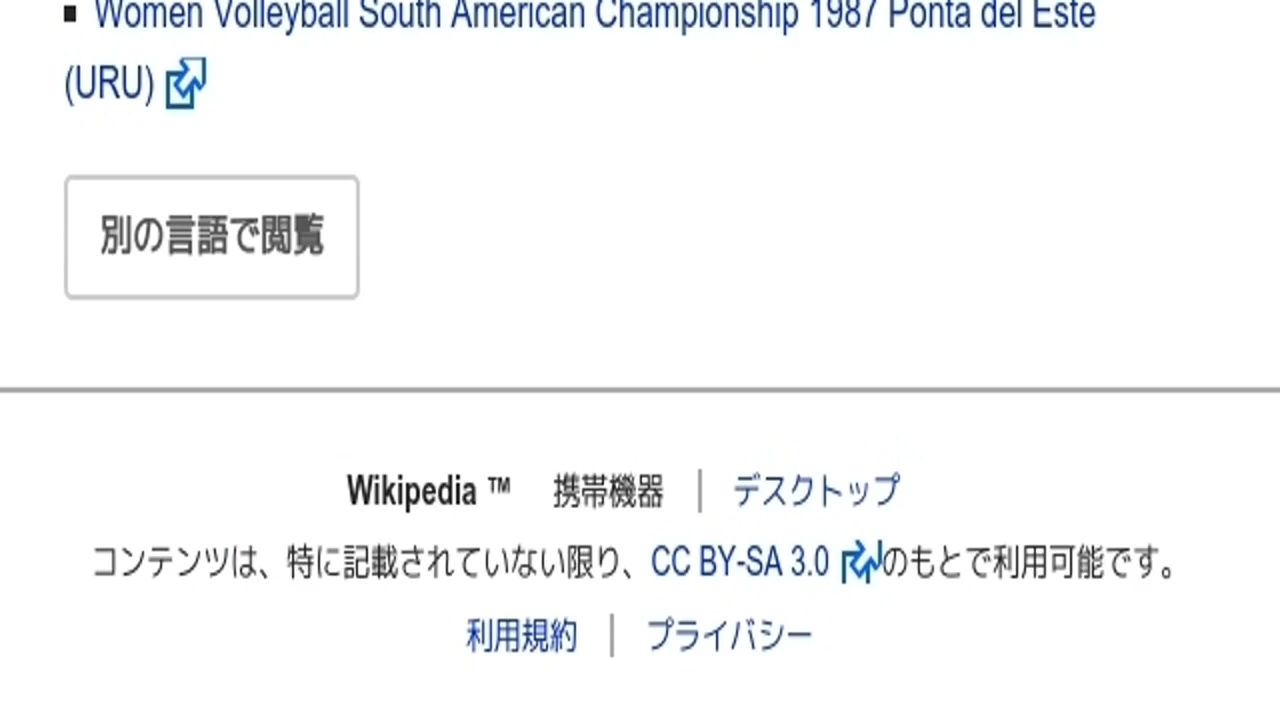 Women Volleyball South American Championship 1987 Ponta del Este
(URU)
別の言語で閲覧
Wikipedia ™ 携帯機器 | デスクトップ
コンテンツは、特に記載されていない限り、CC BY-SA 3.0 のもとで利用可能です。
利用規約 | プライバシー